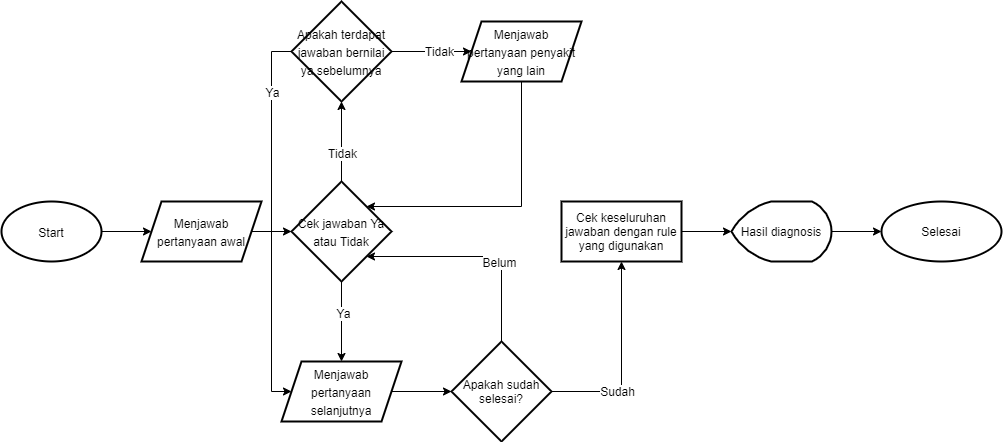 Apakah terdapat
jawaban bernilai
ya sebelumnya
Tidak
Menjawab
pertanyaan penyakit
yang lain
Ya
Tidak
Start
Menjawab
pertanyaan awal
Cek jawaban Ya
atau Tidak
Cek keseluruhan
jawaban dengan rule
yang digunakan
Hasil diagnosis
Selesai
Belum
Ya
Menjawab
pertanyaan
selanjutnya
Apakah sudah
selesai?
Sudah